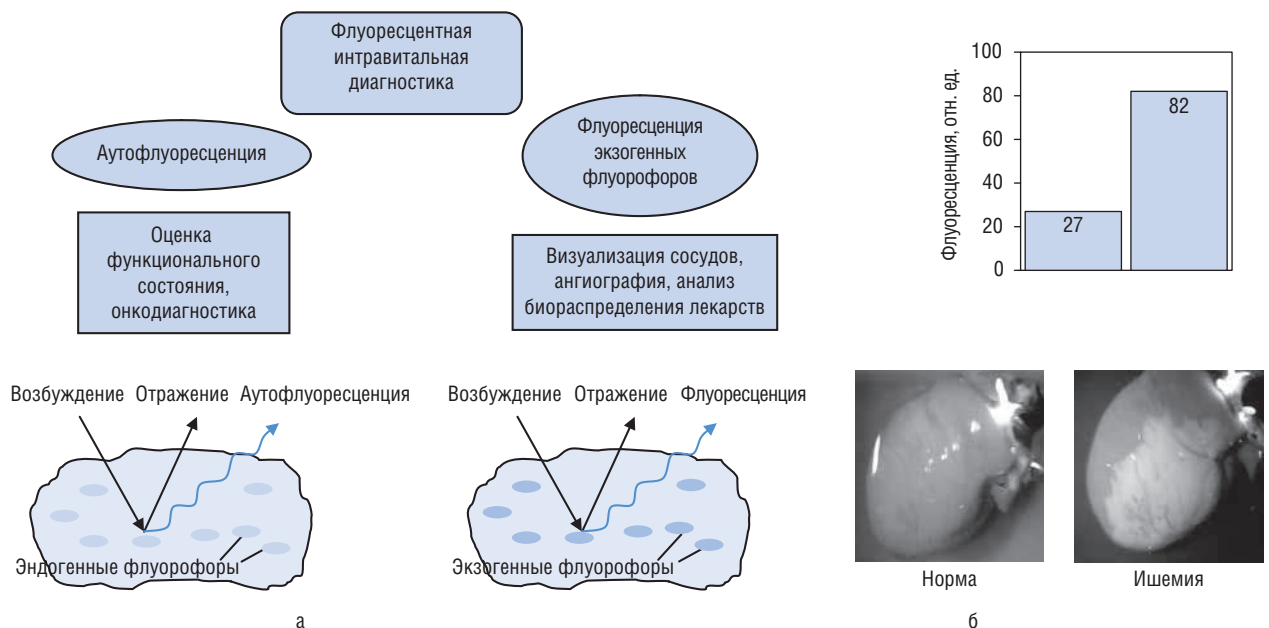 Флуоресцентная
интравитальная
диагностика
Аутофлуоресценция
Флуоресценция
экзогенных
флуорофоров
Оценка
функционального
состояния,
онкодиагностика
Визуализация сосудов,
ангиография, анализ
биораспределения лекарств
Возбуждение Отражение Аутофлуоресценция
Эндогенные флуорофоры
Возбуждение Отражение Флуоресценция
Экзогенные флуорофоры
а
Флуоресценция, отн. ед.
100
80
60
40
20
0
27
82
Норма
Ишемия
б